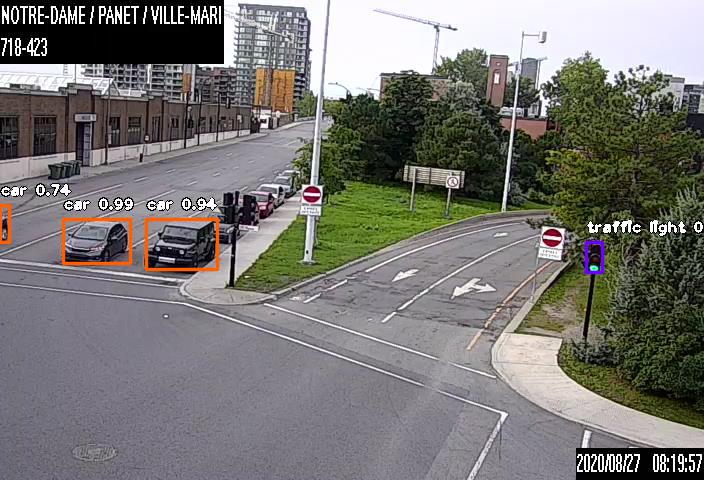 NOTRE-DAME / PANET / VILLE-MARI
718-423
car 0.74
car 0.99
car 0.94
traffic light 0
2020/08/27 08:19:57